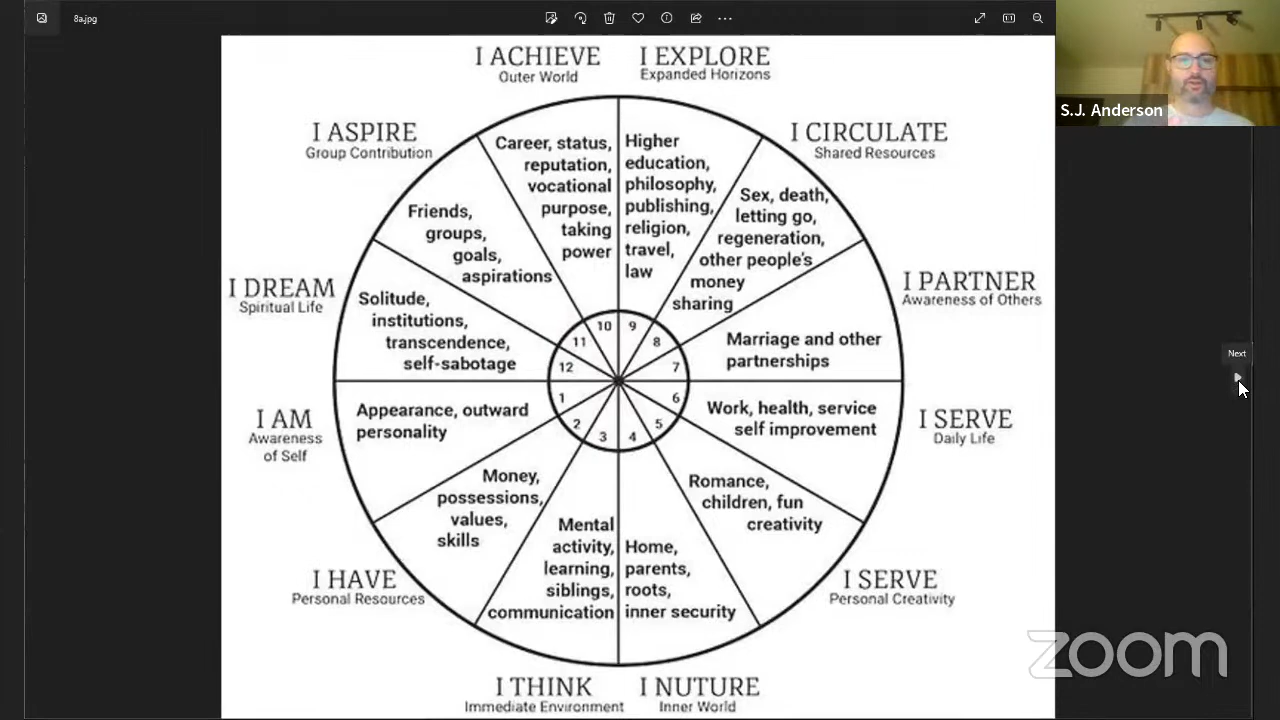 8a.jpg
S.J. Anderson
I ACHIEVE
Outer World
I EXPLORE
Expanded Horizons
I ASPIRE
Group Contribution
I CIRCULATE
Shared Resources
Career, status,
reputation,
vocational
purpose,
taking
power
Higher
education,
philosophy,
publishing,
religion,
travel,
law
Friends,
groups,
goals,
aspirations
Sex, death,
letting go,
regeneration,
other people's
money
sharing
I DREAM
Spiritual Life
I PARTNER
Awareness of Others
Solitude,
institutions,
transcendence,
self-sabotage
Marriage and other
partnerships
10
9
11
8
12
7
1
6
2
5
3
4
Next
I AM
Awareness
of Self
Appearance, outward
personality
Work, health, service
self improvement
I SERVE
Daily Life
Money,
possessions,
values,
skills
Romance,
children, fun
creativity
Mental
activity,
learning,
siblings,
communication
Home,
parents,
roots,
inner security
I HAVE
Personal Resources
I SERVE
Personal Creativity
I THINK
Immediate Environment
I NUTURE
Inner World
zoom